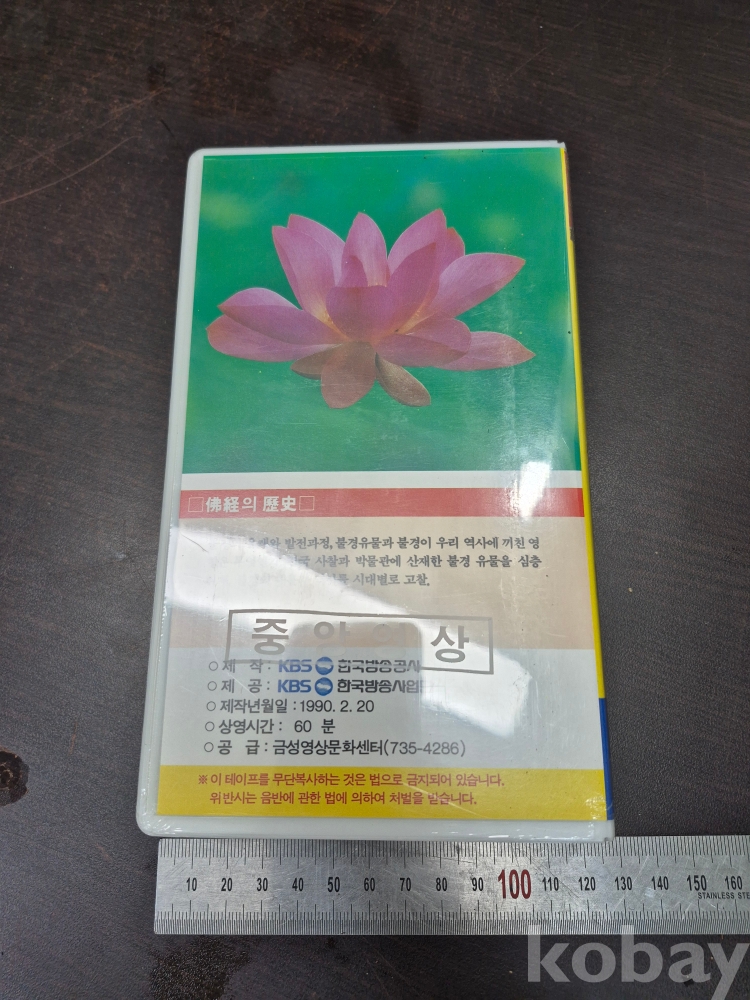 □佛経의 歷史□
발전과정, 불경유물과 불경이 우리 역사에 끼친 영
사찰과 박물관에 산재한 불경 유물을 심층
시대별로 고찰.
중앙영상
○ 제 작 : KBS 한국방송공사
○ 제 공 : KBS 한국방송사업단
○ 제작년월일 : 1990. 2. 20
○ 상영시간 : 60 분
○ 공 급 : 금성영상문화센터(735-4286)
※ 이 테이프를 무단복사하는 것은 법으로 금지되어 있습니다.
위반시는 음반에 관한 법에 의하여 처벌을 받습니다.
10 20 30 40 50 60 70 80 90 100 110 120 130 140 150 160
STAINLESS STE
kobay